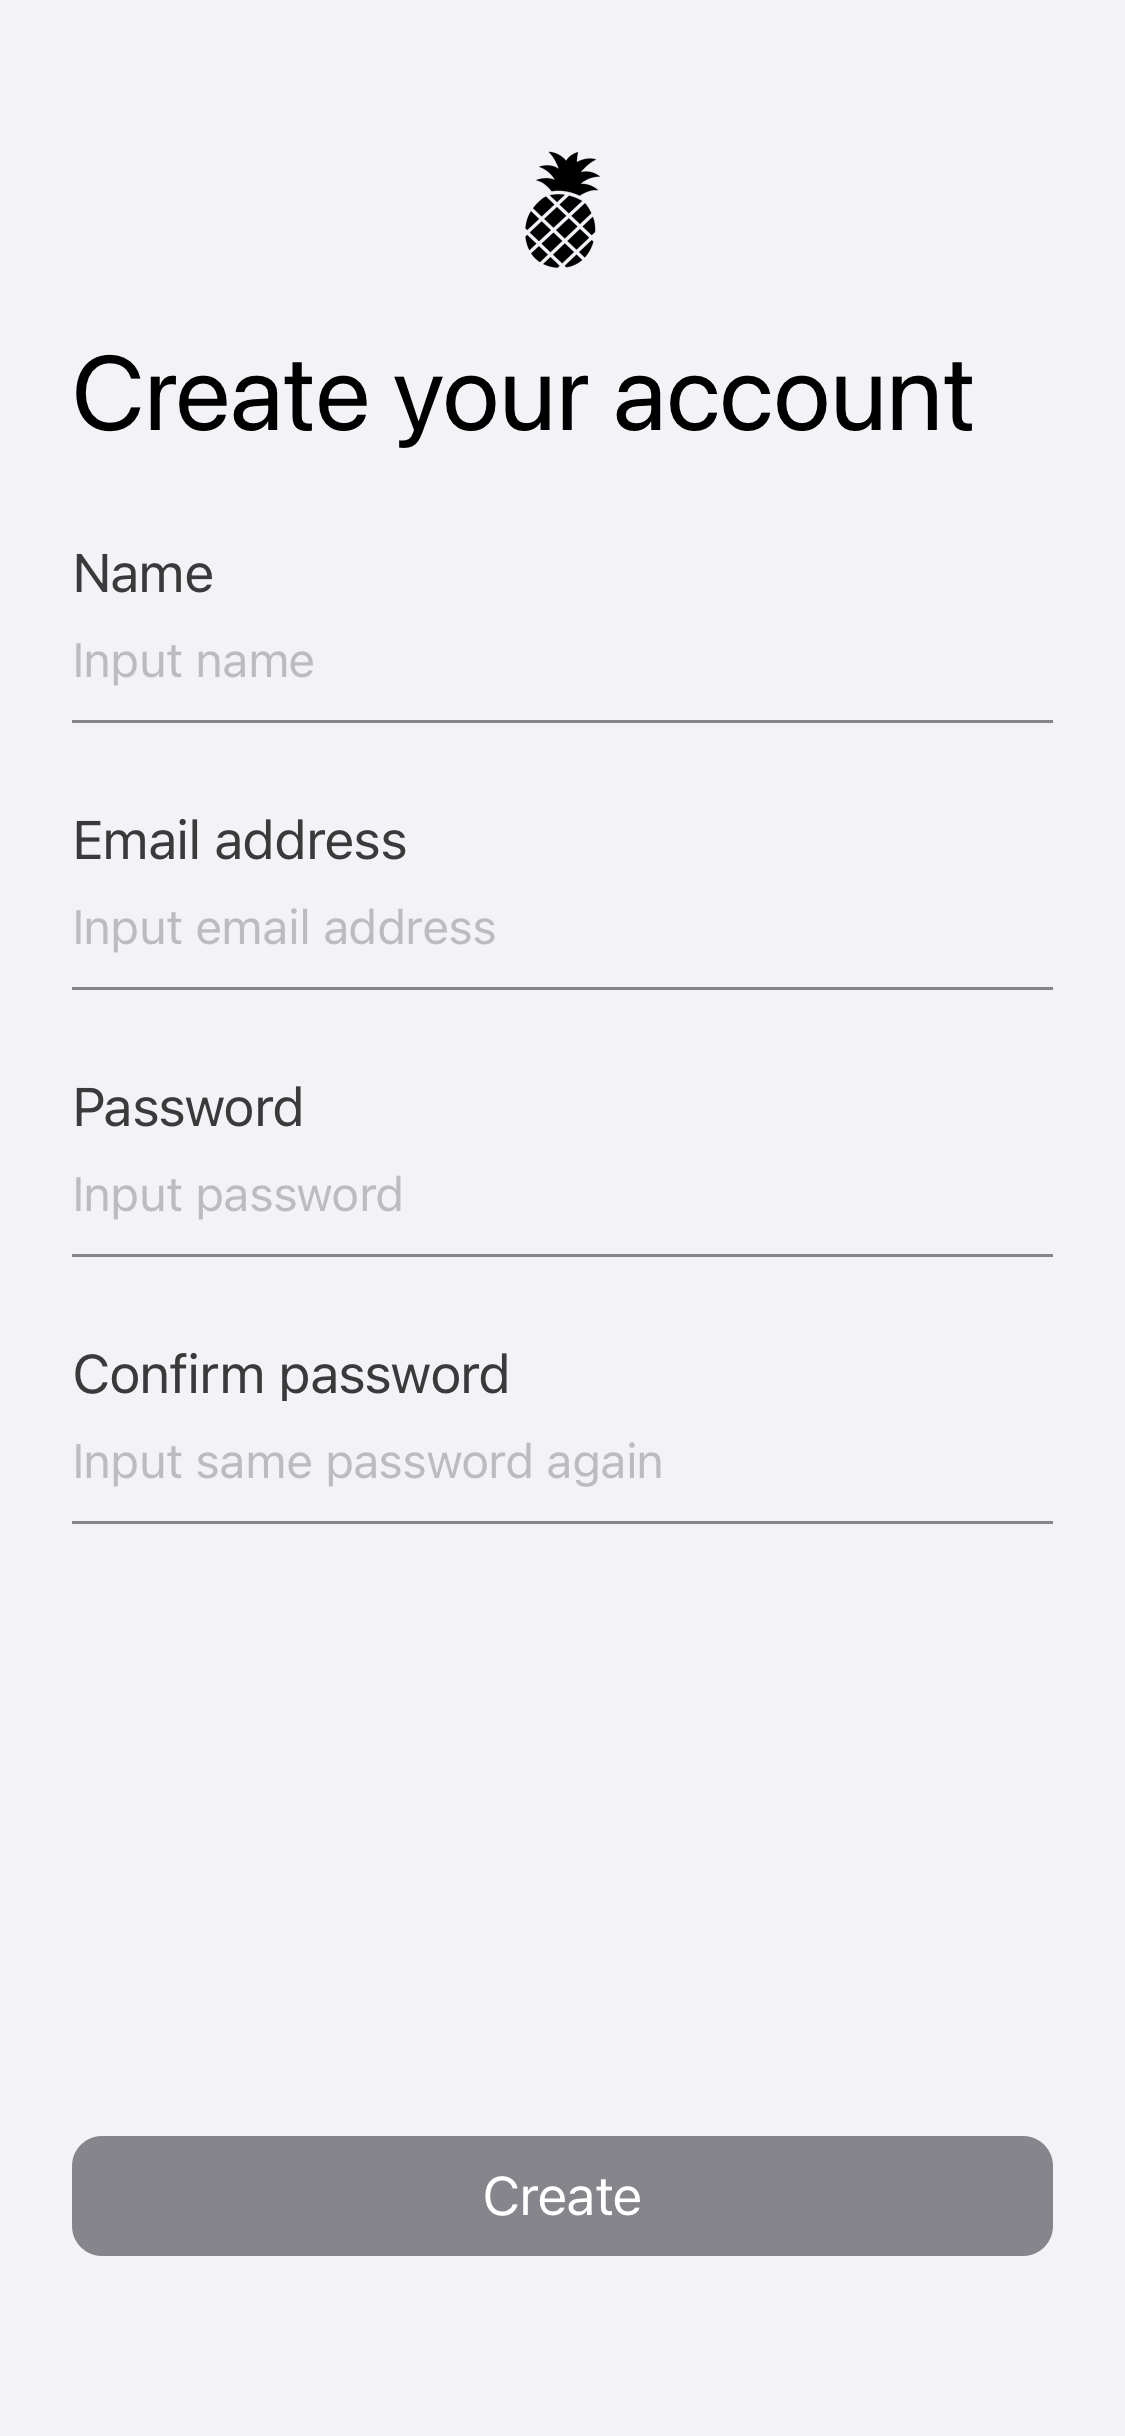 Create your account
Name
Input name
Email address
Input email address
Password
Input password
Confirm password
Input same password again
Create